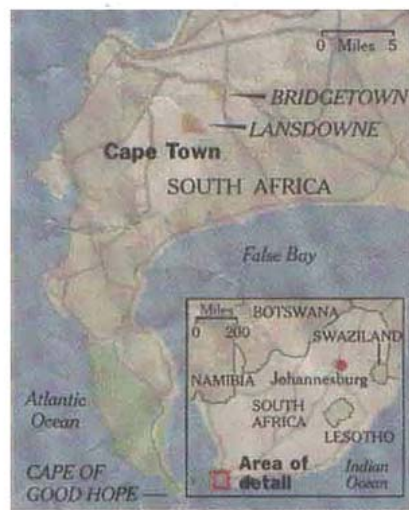 0 Miles 5
BRIDGETOWN
LANSDOWNE
Cape Town
SOUTH AFRICA
False Bay
Miles
0 200
BOTSWANA
SWAZILAND
NAMIBIA
Johannesburg
SOUTH
AFRICA
LESOTHO
Atlantic
Ocean
Area of
detail
Indian
Ocean
CAPE OF
GOOD HOPE